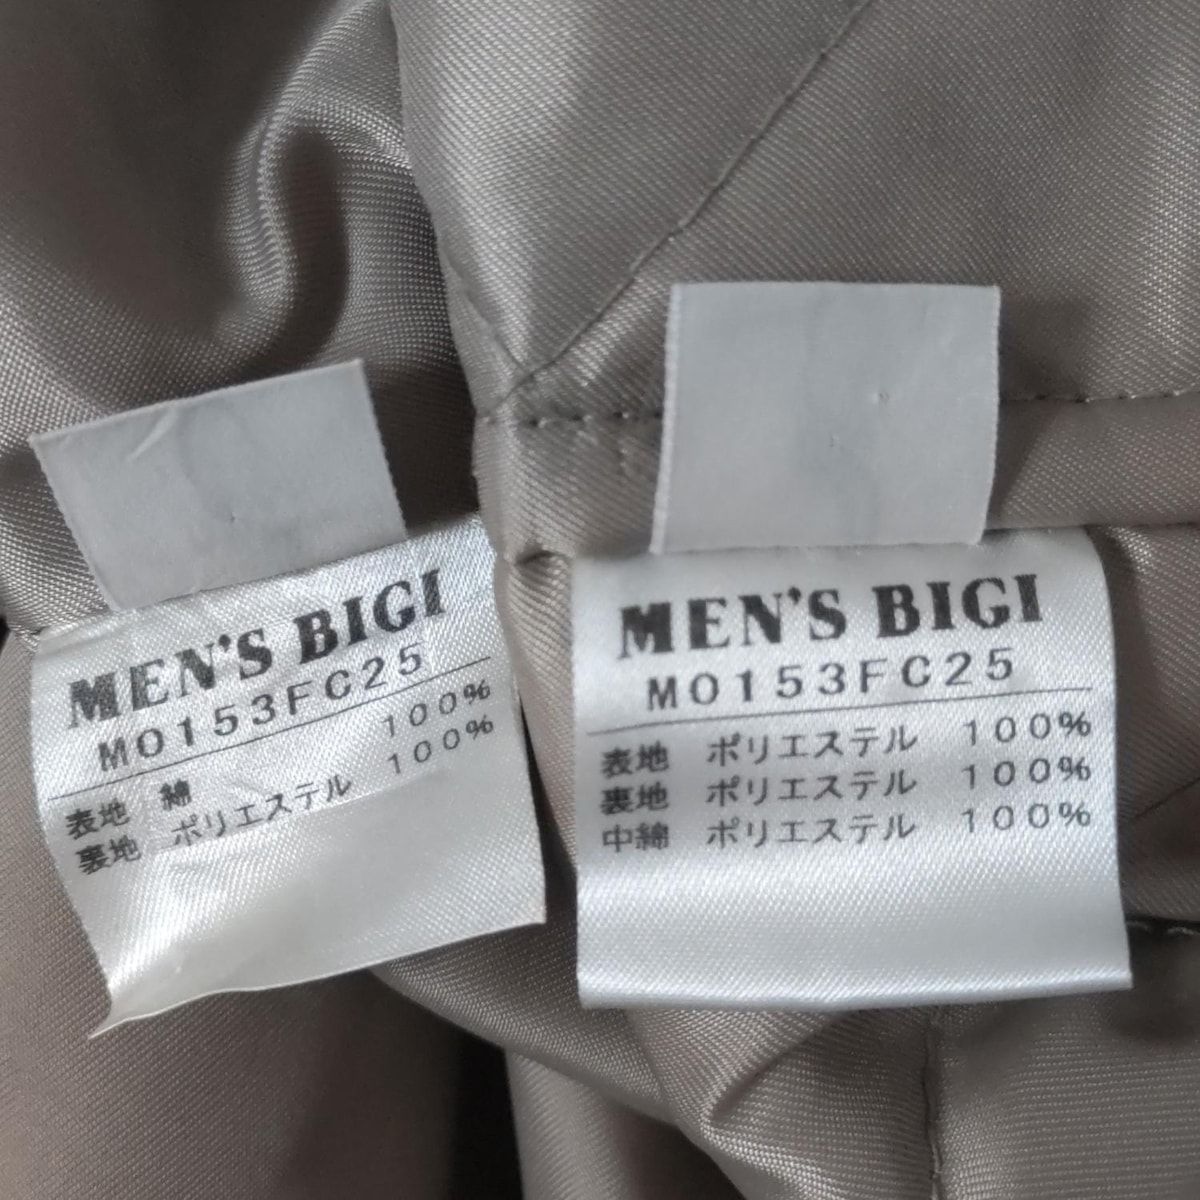 MEN'S BIGI
M0153FC25
表地 綿 100%
裏地 ポリエステル 100%
MEN'S BIGI
M0153FC25
表地 ポリエステル 100%
裏地 ポリエステル 100%
中綿 ポリエステル 100%